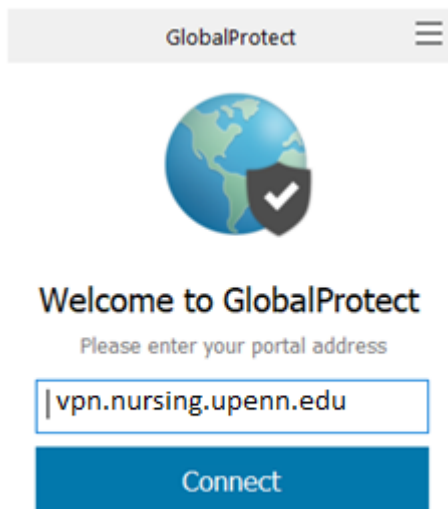 GlobalProtect
Welcome to GlobalProtect
Please enter your portal address
vpn.nursing.upenn.edu
Connect